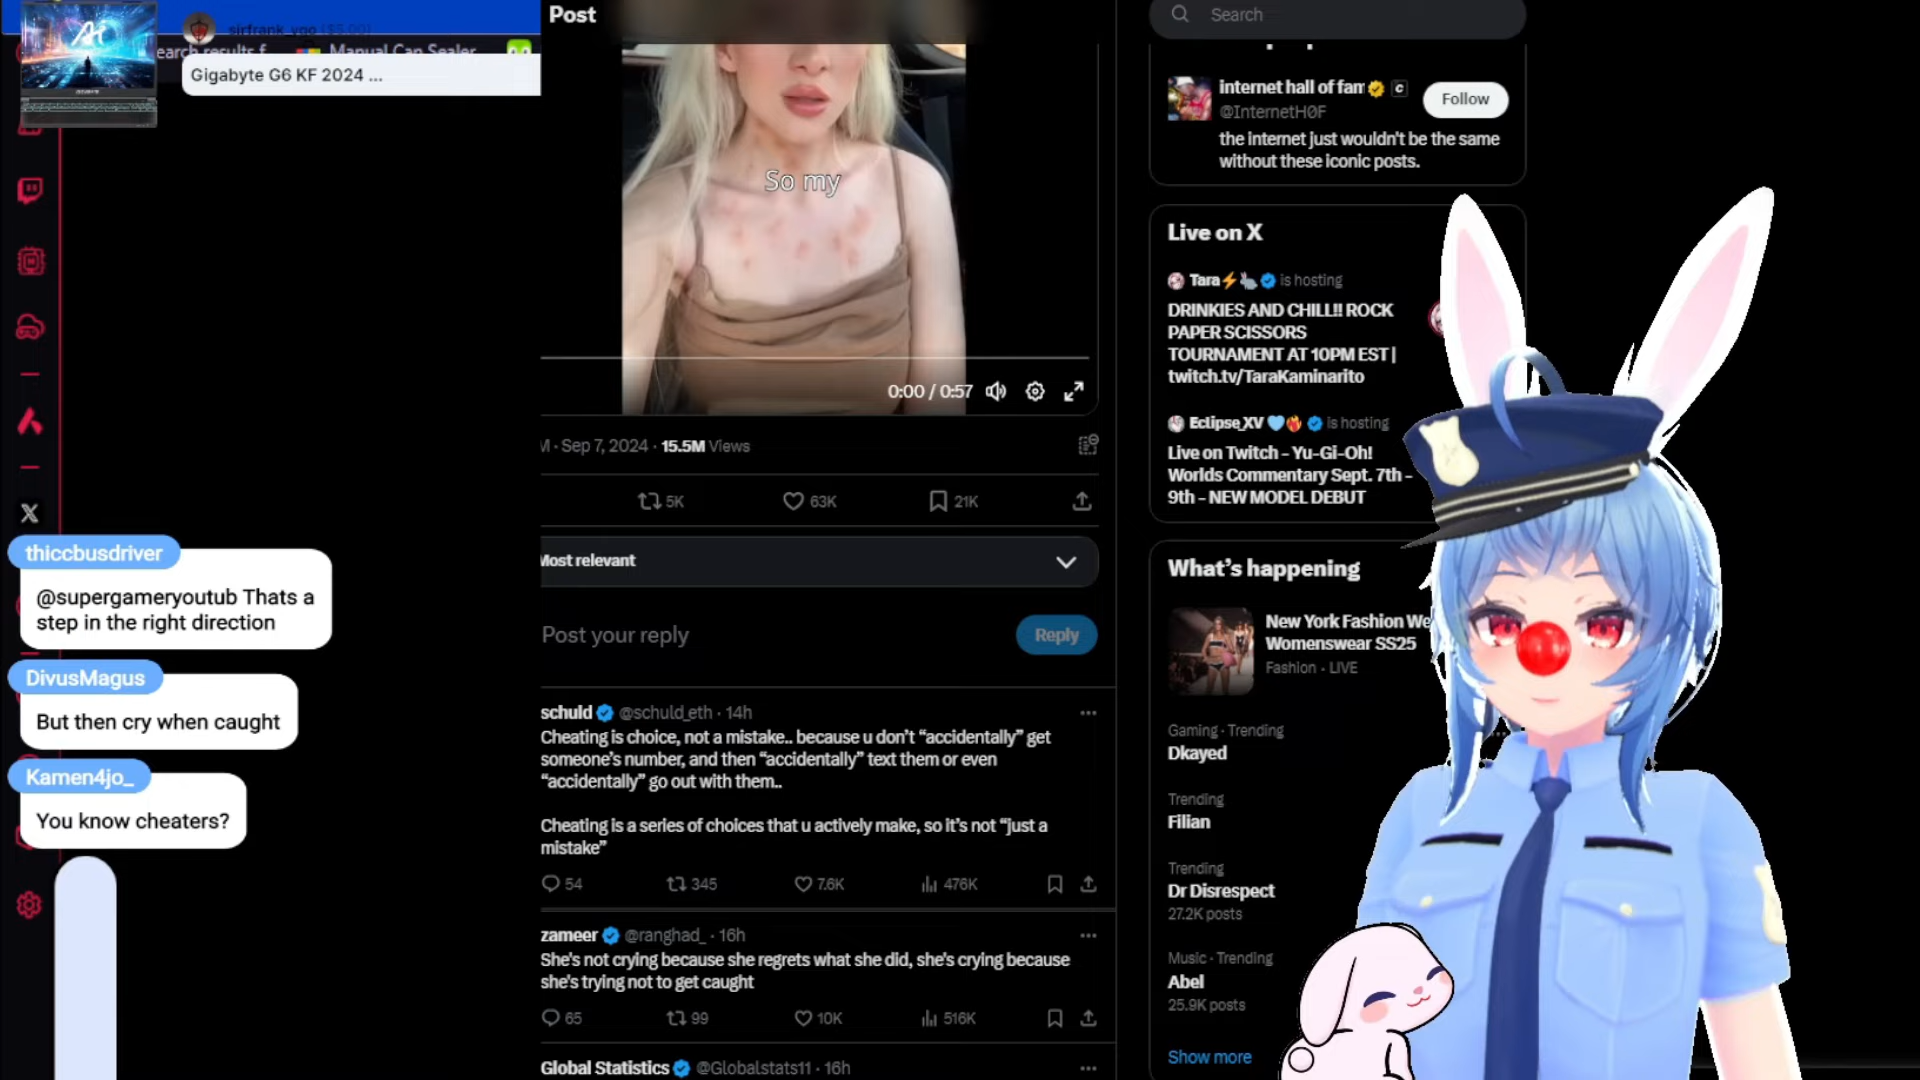 sirfrank_ygo ($5.00)
earch results f
Manual Can Sealer
Gigabyte G6 KF 2024 ...
Post
So my
0:00 / 0:57
M · Sep 7, 2024 · 15.5M Views
5K
63K
21K
Most relevant
Post your reply
Reply
schuld @schuld_eth · 14h
Cheating is choice, not a mistake.. because u don’t “accidentally” get
someone’s number, and then “accidentally” text them or even
“accidentally” go out with them..
Cheating is a series of choices that u actively make, so it’s not “just a
mistake”
54
345
7.6K
476K
zameer @ranghad_ · 16h
She's not crying because she regrets what she did, she's crying because
she's trying not to get caught
65
99
10K
516K
Global Statistics @Globalstats11 · 16h
thiccbusdriver
@supergameryoutub Thats a
step in the right direction
DivusMagus
But then cry when caught
Kamen4jo_
You know cheaters?
Search
internet hall of fam
@InternetH0F
Follow
the internet just wouldn't be the same
without these iconic posts.
Live on X
Tara⚡🐇 is hosting
DRINKIES AND CHILL!! ROCK
PAPER SCISSORS
TOURNAMENT AT 10PM EST |
twitch.tv/TaraKaminarito
Eclipse_XV 🩵❤️‍🔥 is hosting
Live on Twitch - Yu-Gi-Oh!
Worlds Commentary Sept. 7th -
9th - NEW MODEL DEBUT
What’s happening
New York Fashion We
Womenswear SS25
Fashion · LIVE
Gaming · Trending
Dkayed
Trending
Filian
Trending
Dr Disrespect
27.2K posts
Music · Trending
Abel
25.9K posts
Show more